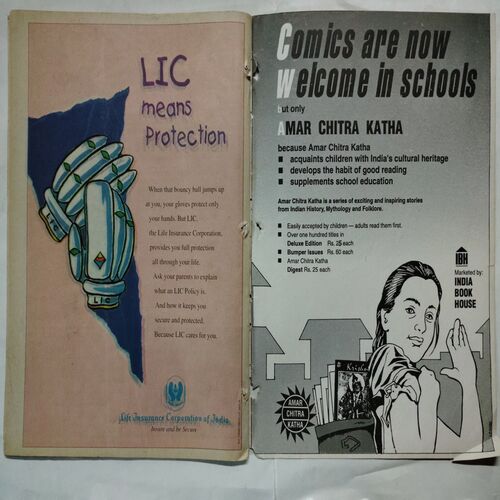 LIC
means
Protection
When that bouncy ball jumps up
at you, your gloves protect only
your hands. But LIC,
the Life Insurance Corporation,
provides you full protection
all through your life.
Ask your parents to explain
what an LIC Policy is.
And how it keeps you
secure and protected.
Because LIC cares for you.
LIC
Life Insurance Corporation of India
Insure and be Secure
Comics are now
Welcome in schools
but only
AMAR CHITRA KATHA
because Amar Chitra Katha
■ acquaints children with India's cultural heritage
■ develops the habit of good reading
■ supplements school education
Amar Chitra Katha is a series of exciting and inspiring stories
from Indian History, Mythology and Folklore.
■ Easily accepted by children — adults read them first.
■ Over one hundred titles in
Deluxe Edition Rs. 25 each
■ Bumper Issues Rs. 60 each
■ Amar Chitra Katha
Digest Rs. 25 each
IBH
Marketed by:
INDIA
BOOK
HOUSE
Krishna
AMAR
CHITRA
KATHA